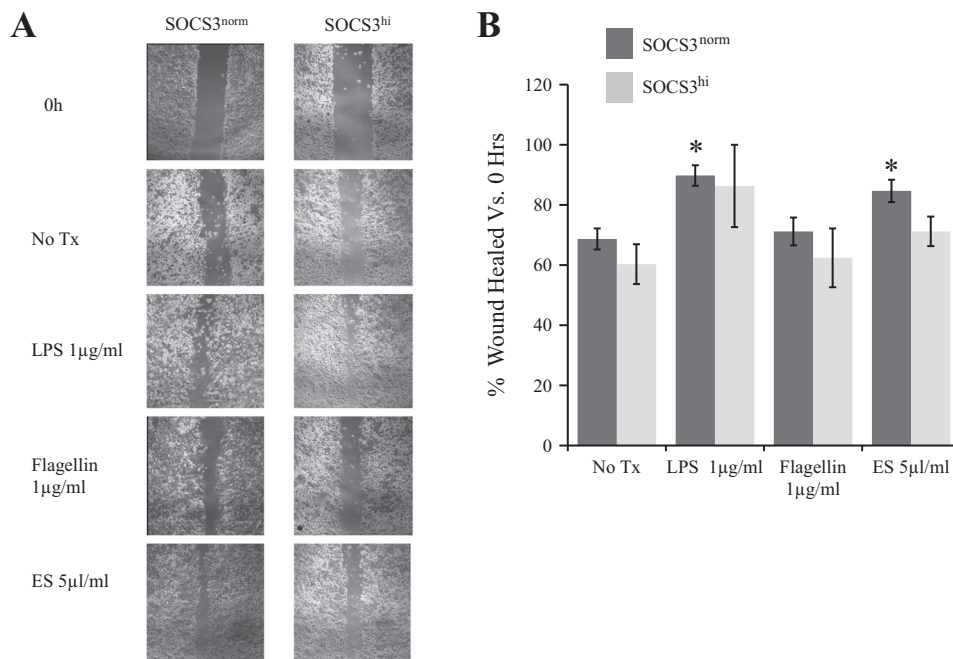 A
SOCS3norm
SOCS3hi
0h
No Tx
LPS 1µg/ml
Flagellin
1µg/ml
ES 5µl/ml
B
SOCS3norm
SOCS3hi
% Wound Healed Vs. 0 Hrs
120
100
80
60
40
20
0
*
*
No Tx
LPS 1µg/ml
Flagellin
1µg/ml
ES 5µl/ml